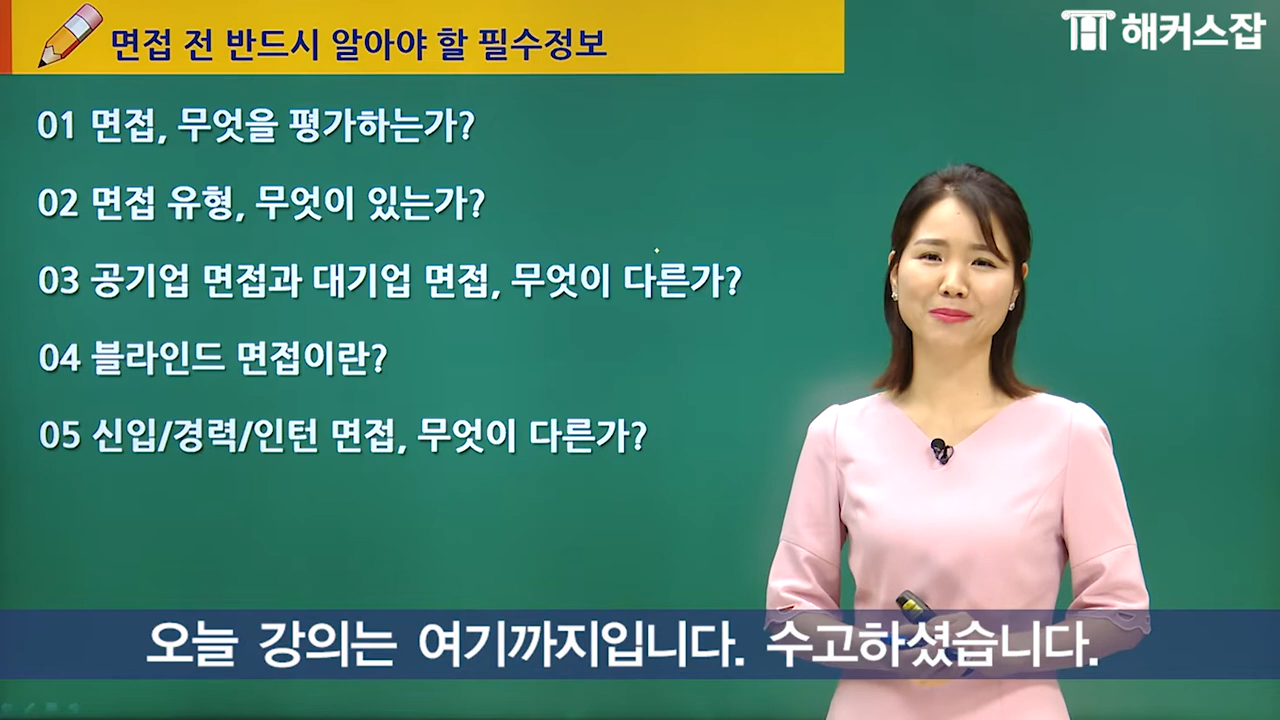 면접 전 반드시 알아야 할 필수정보
해커스잡
01 면접, 무엇을 평가하는가?
02 면접 유형, 무엇이 있는가?
03 공기업 면접과 대기업 면접, 무엇이 다른가?
04 블라인드 면접이란?
05 신입/경력/인턴 면접, 무엇이 다른가?
오늘 강의는 여기까지입니다. 수고하셨습니다.